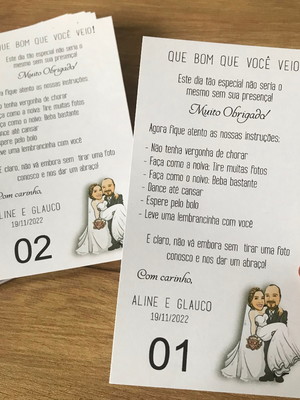 QUE BOM QUE VOCÊ VEIO!
Este dia tão especial não seria o
mesmo sem sua presença!
Muito Obrigado!
as nossas instruções:
Não tenha vergonha de chorar
Faça como a noiva: Tire muitas fotos
Faça como o noivo: Beba bastante
Dance até cansar
Espere pelo bolo
Leve uma lembrancinha com você
E claro, não vá embora sem tirar uma foto
conosco e nos dar um abraço!
Com carinho,
ALINE E GLAUCO
19/11/2022
02
QUE BOM QUE VOCÊ VEIO!
Este dia tão especial não seria o
mesmo sem sua presença!
Muito Obrigado!
Agora fique atento as nossas instruções:
- Não tenha vergonha de chorar
- Faça como a noiva: Tire muitas fotos
- Faça como o noivo: Beba bastante
- Dance até cansar
- Espere pelo bolo
- Leve uma lembrancinha com você
E claro, não vá embora sem tirar uma foto
conosco e nos dar um abraço!
Com carinho,
ALINE E GLAUCO
19/11/2022
01